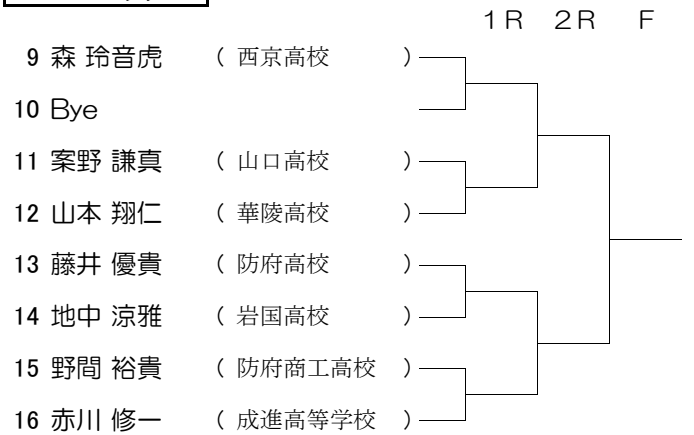 1R 2R F
9 森 玲音虎 ( 西京高校 )
10 Bye
11 案野 謙真 ( 山口高校 )
12 山本 翔仁 ( 華陵高校 )
13 藤井 優貴 ( 防府高校 )
14 地中 涼雅 ( 岩国高校 )
15 野間 裕貴 ( 防府商工高校 )
16 赤川 修一 ( 成進高等学校 )